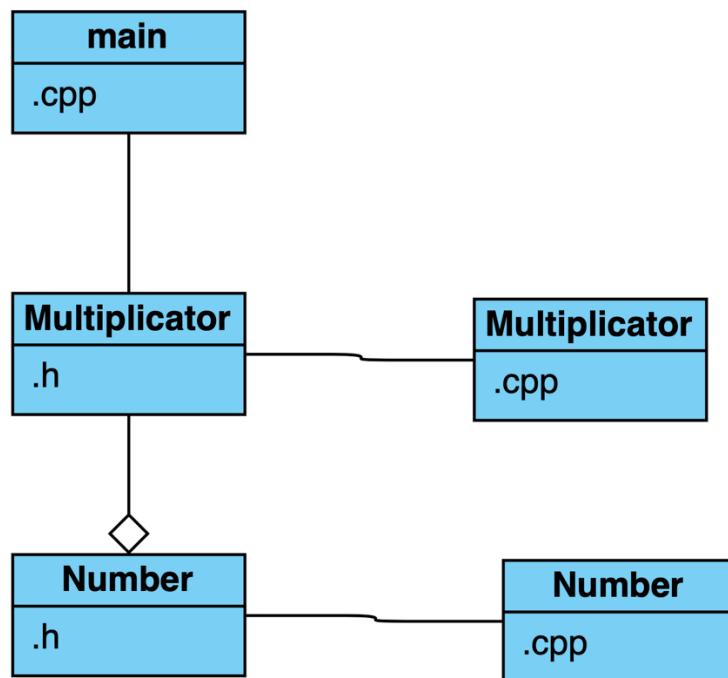 main
.cpp
Multiplicator
.h
Multiplicator
.cpp
Number
.h
Number
.cpp